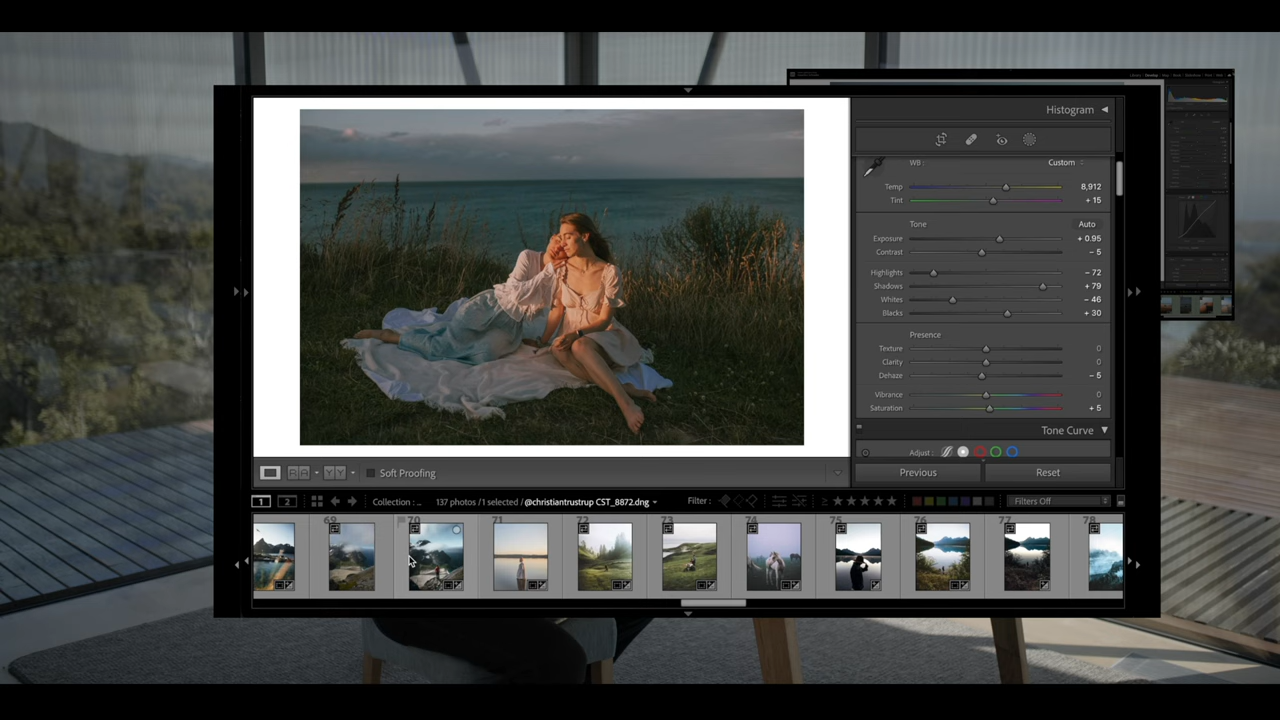 Histogram
WB :
Custom
Temp
8,912
Tint
+ 15
Tone
Auto
Exposure
+ 0.95
Contrast
− 5
Highlights
− 72
Shadows
+ 79
Whites
− 46
Blacks
+ 30
Presence
Texture
0
Clarity
0
Dehaze
− 5
Vibrance
0
Saturation
+ 5
Tone Curve
Adjust :
Previous
Reset
Soft Proofing
1
2
Collection : ..
137 photos /1 selected / @christiantrustrup CST_8872.dng
Filter :
Filters Off
69
70
71
72
73
74
75
76
77
78